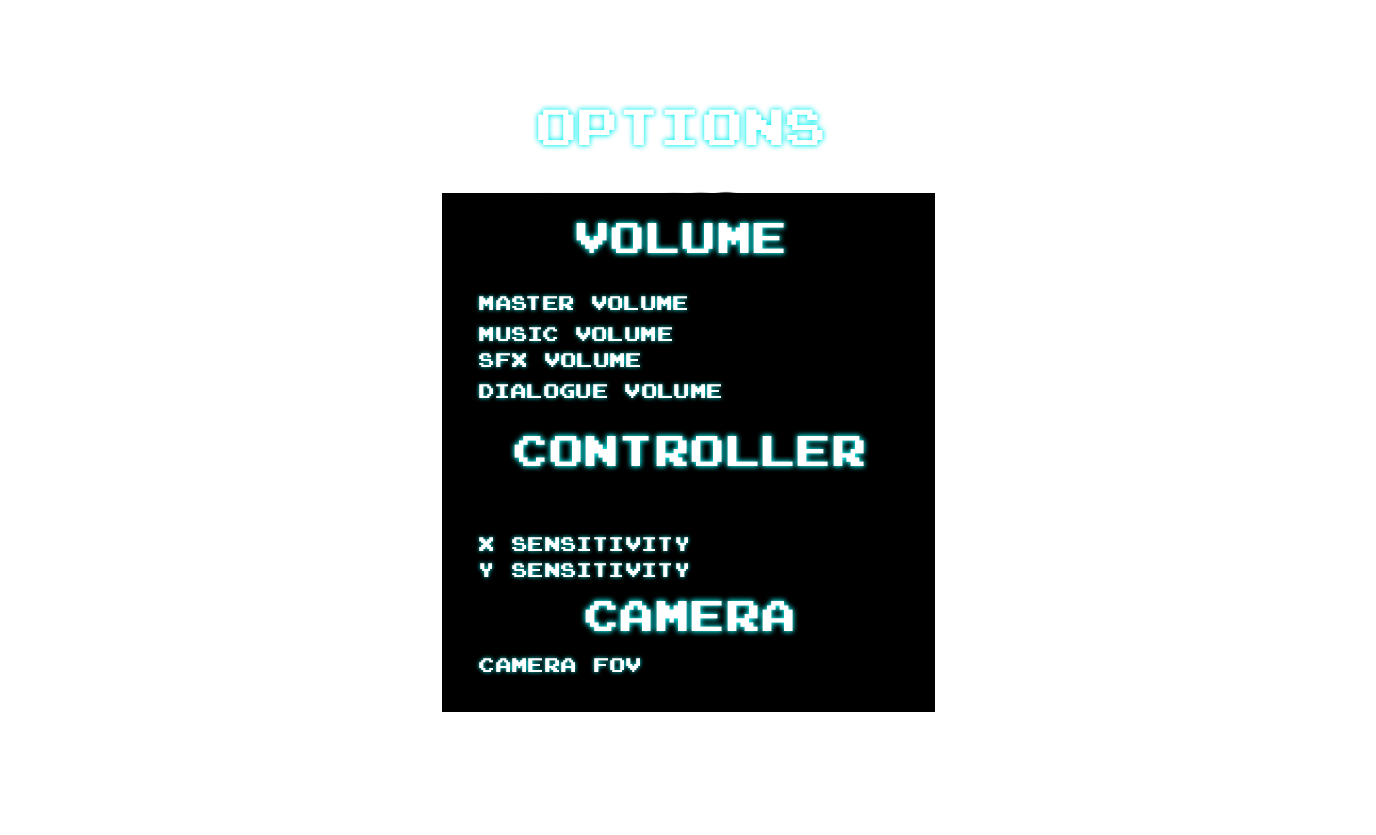 OPTIONS
VOLUME
MASTER VOLUME
MUSIC VOLUME
SFX VOLUME
DIALOGUE VOLUME
CONTROLLER
X SENSITIVITY
Y SENSITIVITY
CAMERA
CAMERA FOV